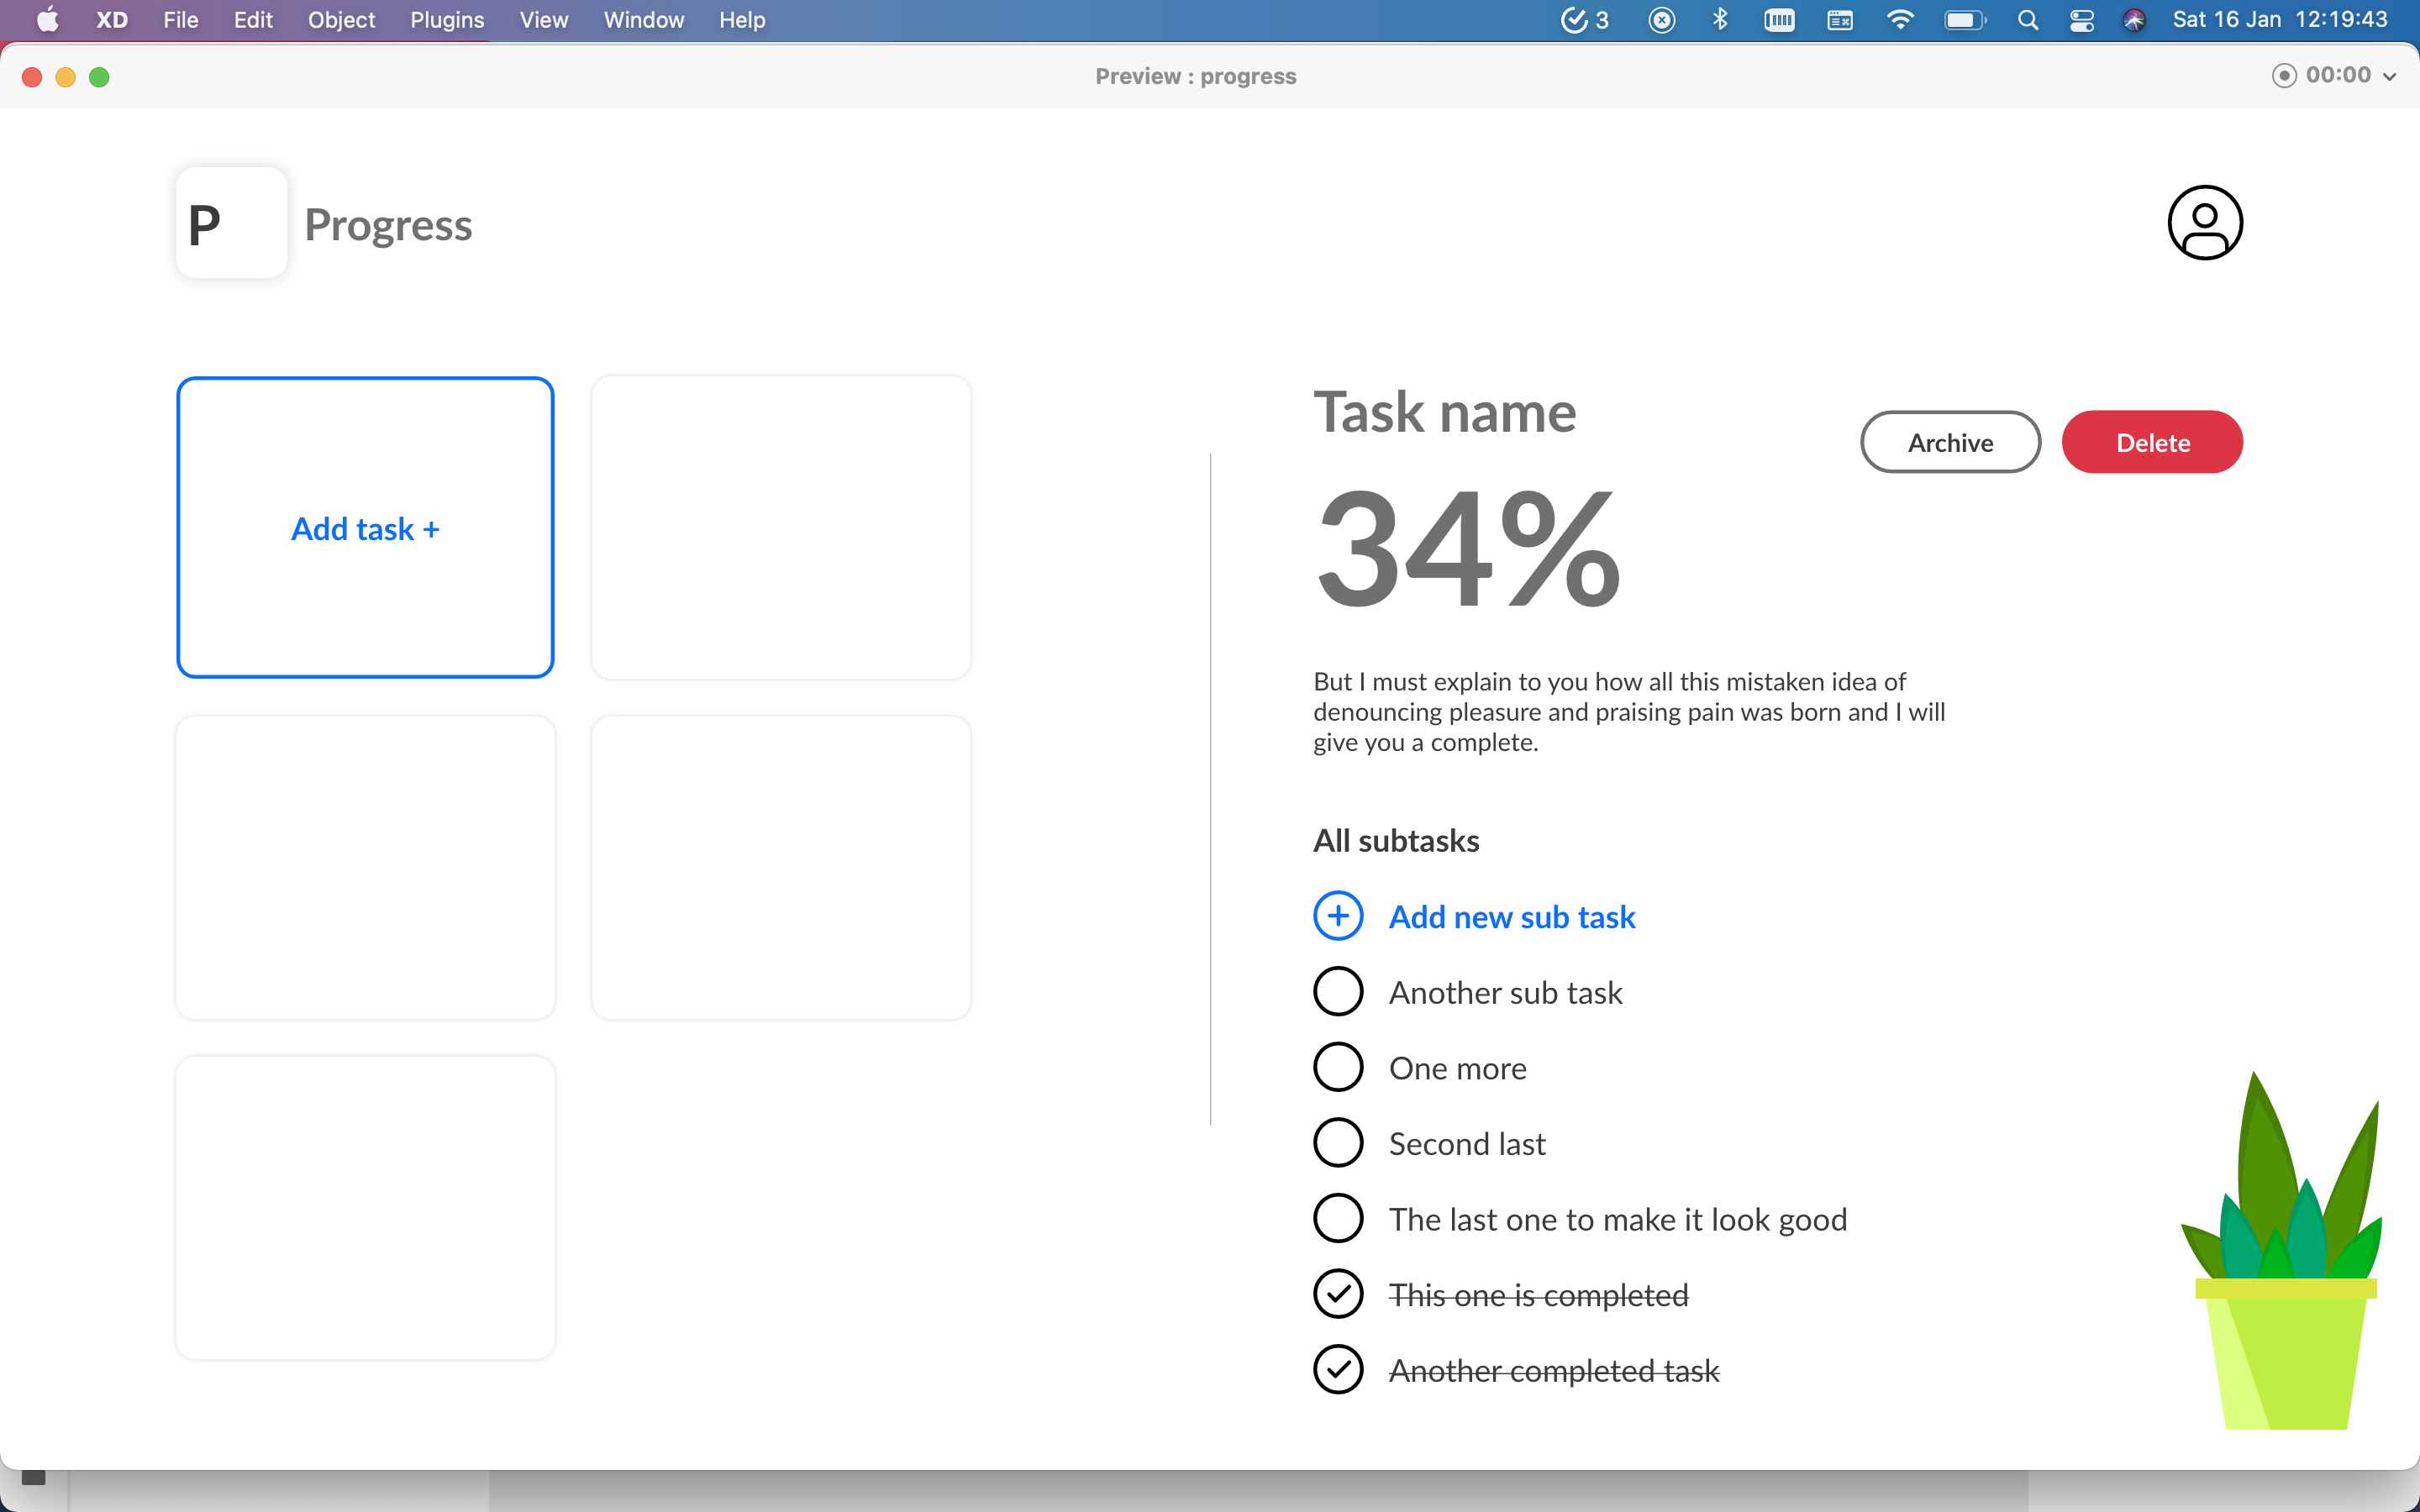 XD File Edit Object Plugins View Window Help 3 Sat 16 Jan 12:19:43
Preview : progress 00:00
P Progress
Add task +
Task name
Archive Delete
34%
But I must explain to you how all this mistaken idea of
denouncing pleasure and praising pain was born and I will
give you a complete.
All subtasks
Add new sub task
Another sub task
One more
Second last
The last one to make it look good
This one is completed
Another completed task